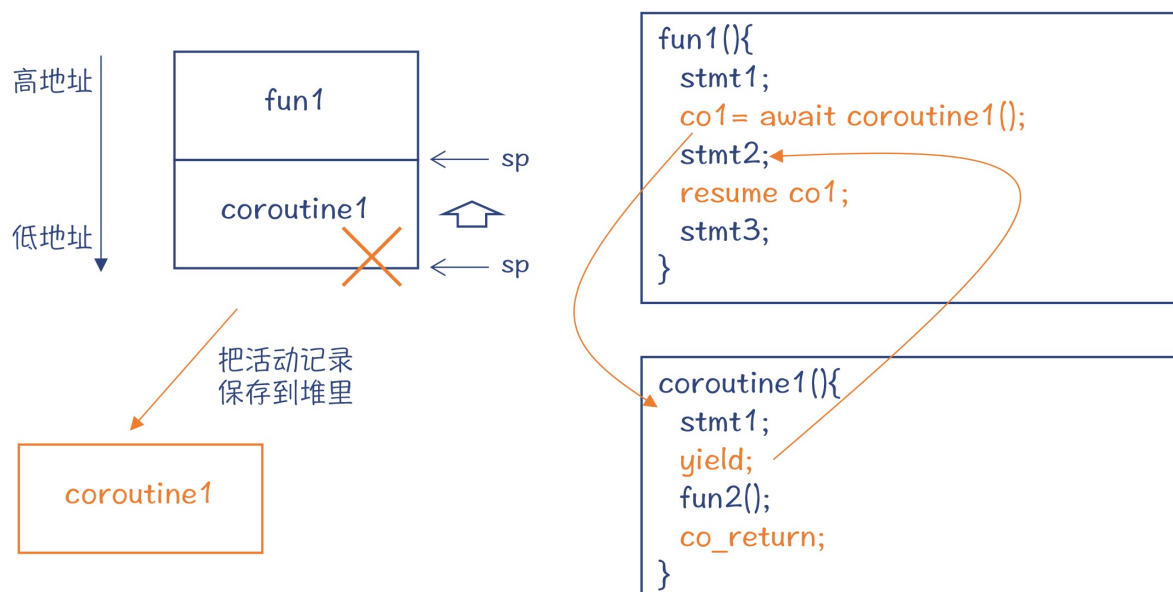 高地址
fun1
sp
coroutine1
低地址
sp
把活动记录
保存到堆里
coroutine1
fun1(){
stmt1;
co1= await coroutine1();
stmt2;
resume co1;
stmt3;
}
coroutine1(){
stmt1;
yield;
fun2();
co_return;
}